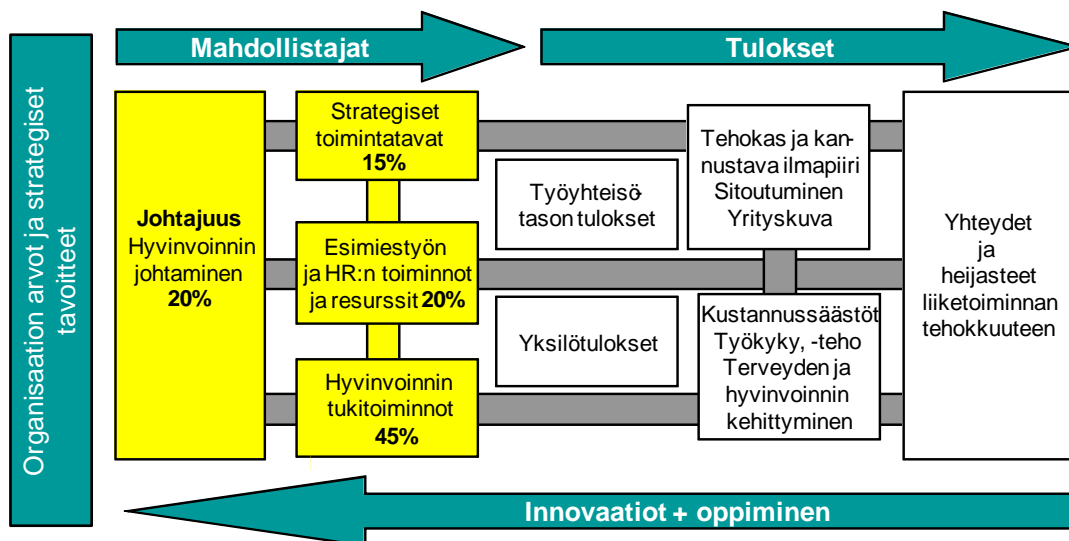 Organisaation arvot ja strategiset
tavoitteet
Mahdollistajat
Tulokset
Johtajuus
Hyvinvoinnin
johtaminen
20%
Strategiset
toimintatavat
15%
Esimiestyön
ja HR:n toiminnot
ja resurssit 20%
Hyvinvoinnin
tukitoiminnot
45%
Työyhteisö-
tason tulokset
Yksilötulokset
Tehokas ja kan-
nustava ilmapiiri
Sitoutuminen
Yrityskuva
Kustannussäästöt
Työkyky, -teho
Terveyden ja
hyvinvoinnin
kehittyminen
Yhteydet
ja
heijasteet
liiketoiminnan
tehokkuuteen
Innovaatiot + oppiminen